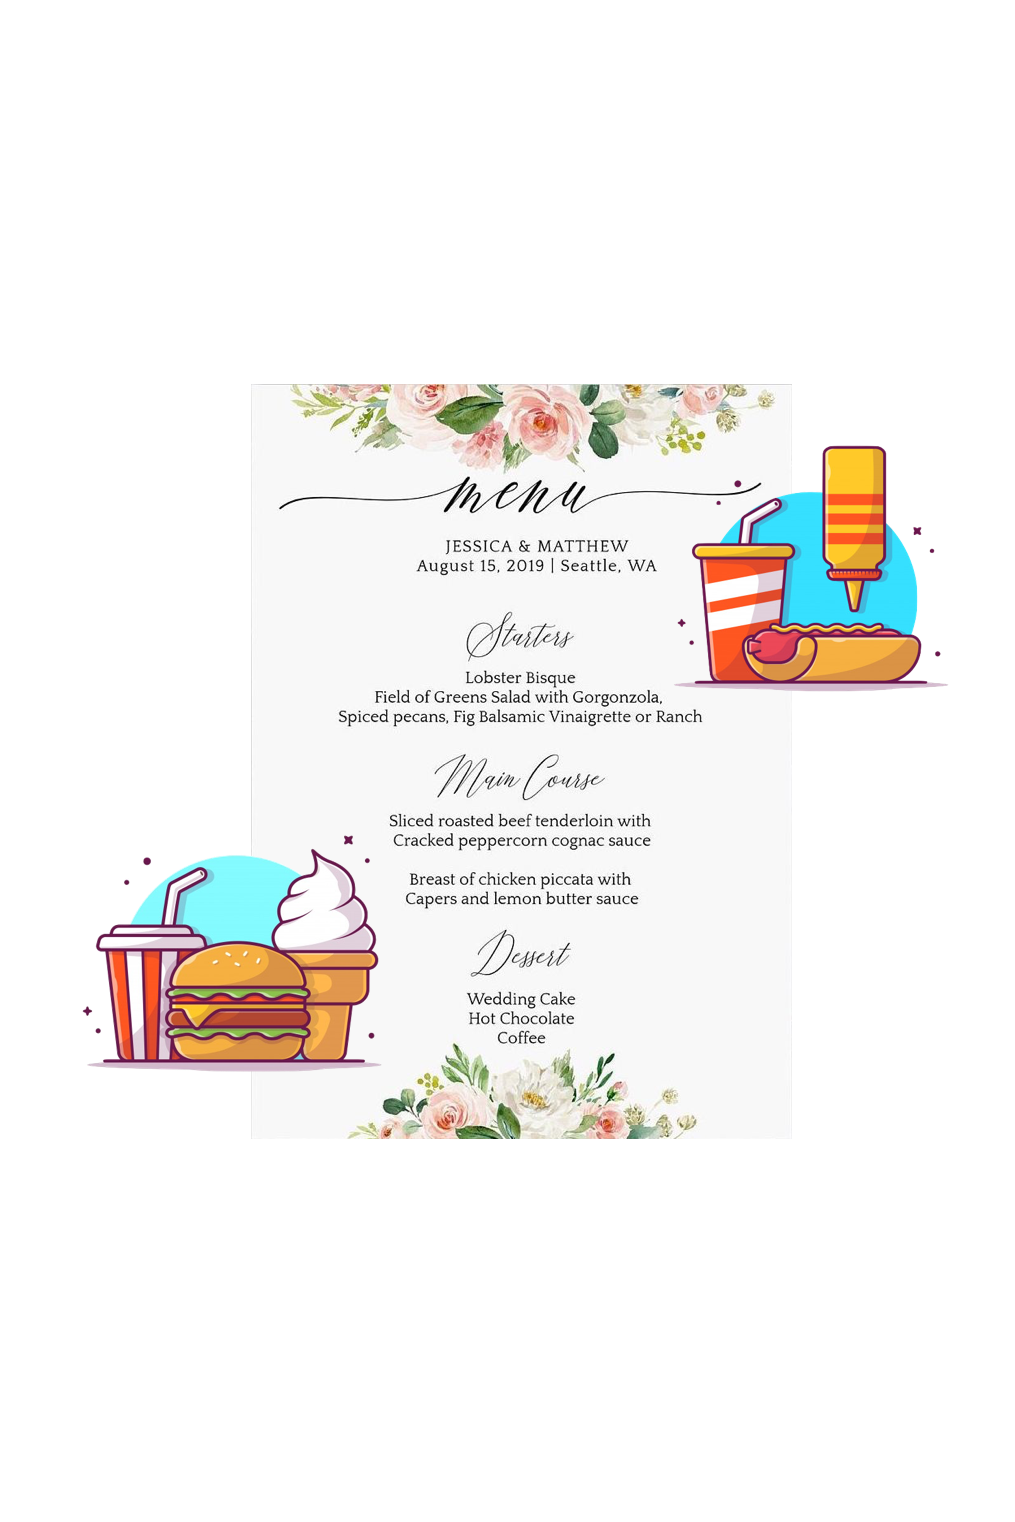 menu
JESSICA & MATTHEW
August 15, 2019 | Seattle, WA
Starters
Lobster Bisque
Field of Greens Salad with Gorgonzola,
Spiced pecans, Fig Balsamic Vinaigrette or Ranch
Main Course
Sliced roasted beef tenderloin with
Cracked peppercorn cognac sauce
Breast of chicken piccata with
Capers and lemon butter sauce
Dessert
Wedding Cake
Hot Chocolate
Coffee